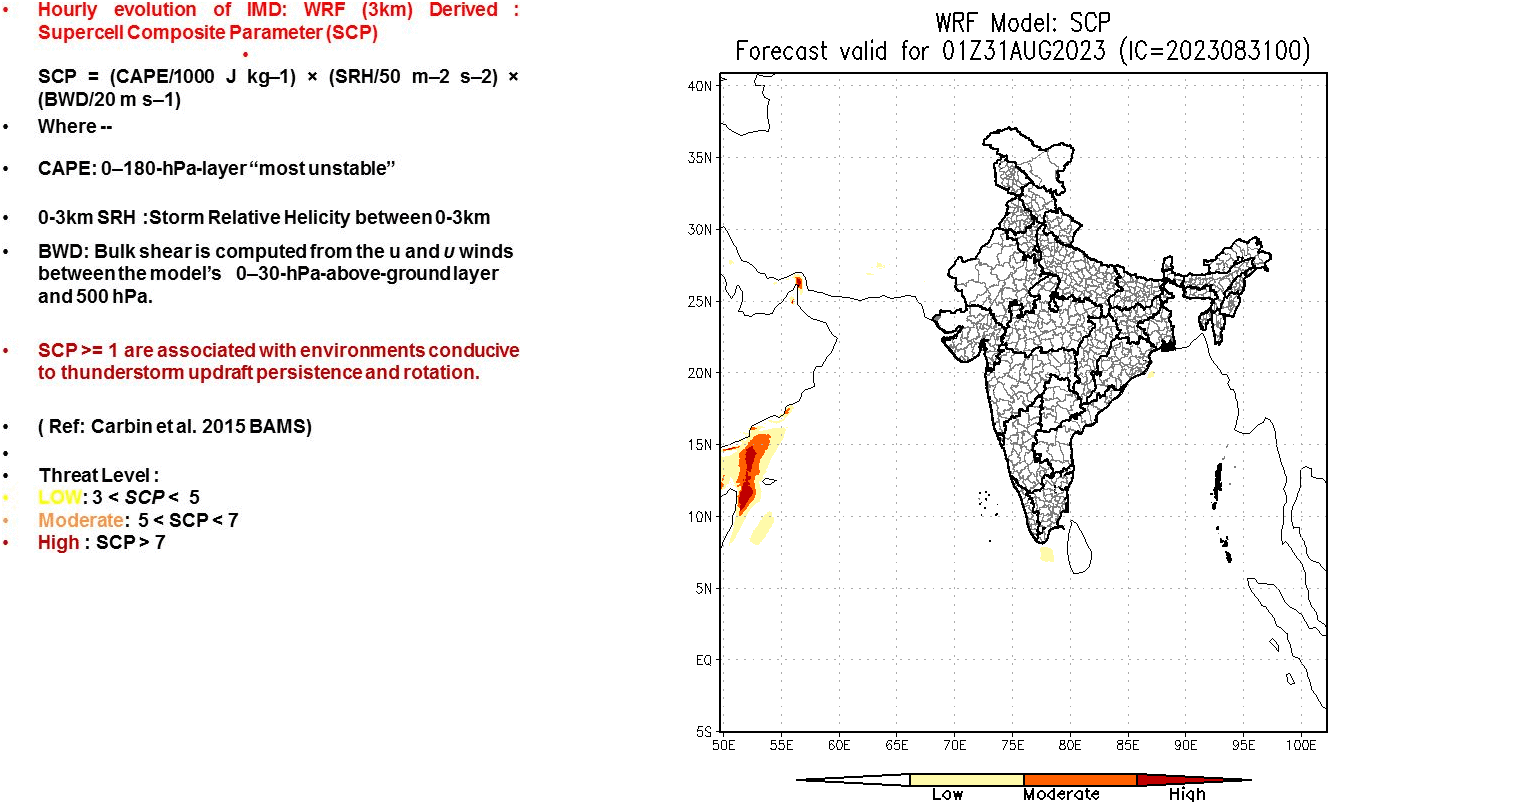 Hourly evolution of IMD: WRF (3km) Derived :
Supercell Composite Parameter (SCP)
SCP = (CAPE/1000 J kg–1) × (SRH/50 m–2 s–2) ×
(BWD/20 m s–1)
Where --
CAPE: 0–180-hPa-layer “most unstable”
0-3km SRH :Storm Relative Helicity between 0-3km
BWD: Bulk shear is computed from the u and υ winds
between the model’s 0–30-hPa-above-ground layer
and 500 hPa.
SCP >= 1 are associated with environments conducive
to thunderstorm updraft persistence and rotation.
( Ref: Carbin et al. 2015 BAMS)
Threat Level :
LOW: 3 < SCP < 5
Moderate: 5 < SCP < 7
High : SCP > 7
WRF Model: SCP
Forecast valid for 01Z31AUG2023 (IC=2023083100)
40N
35N
30N
25N
20N
15N
10N
5N
EQ
5S
50E 55E 60E 65E 70E 75E 80E 85E 90E 95E 100E
Low Moderate High